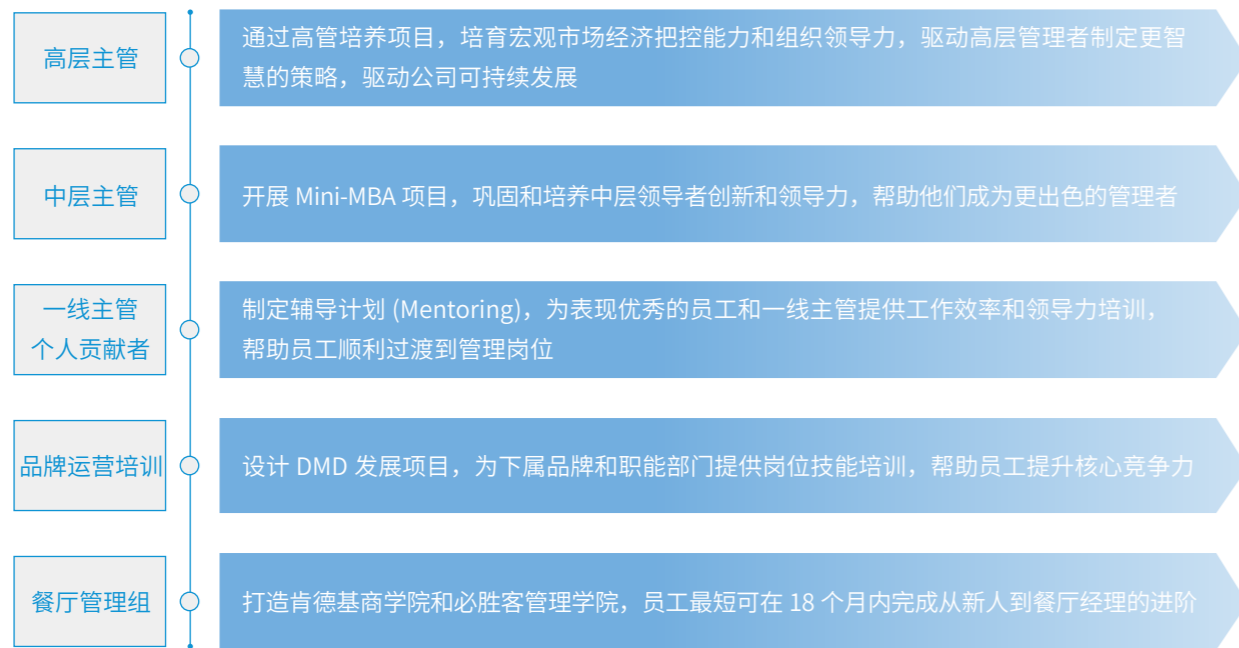 高层主管
通过高管培养项目，培育宏观市场经济把控能力和组织领导力，驱动高层管理者制定更智
慧的策略，驱动公司可持续发展
中层主管
开展 Mini-MBA 项目，巩固和培养中层领导者创新和领导力，帮助他们成为更出色的管理者
一线主管
个人贡献者
制定辅导计划 (Mentoring)，为表现优秀的员工和一线主管提供工作效率和领导力培训，
帮助员工顺利过渡到管理岗位
品牌运营培训
设计 DMD 发展项目，为下属品牌和职能部门提供岗位技能培训，帮助员工提升核心竞争力
餐厅管理组
打造肯德基商学院和必胜客管理学院，员工最短可在 18 个月内完成从新人到餐厅经理的进阶